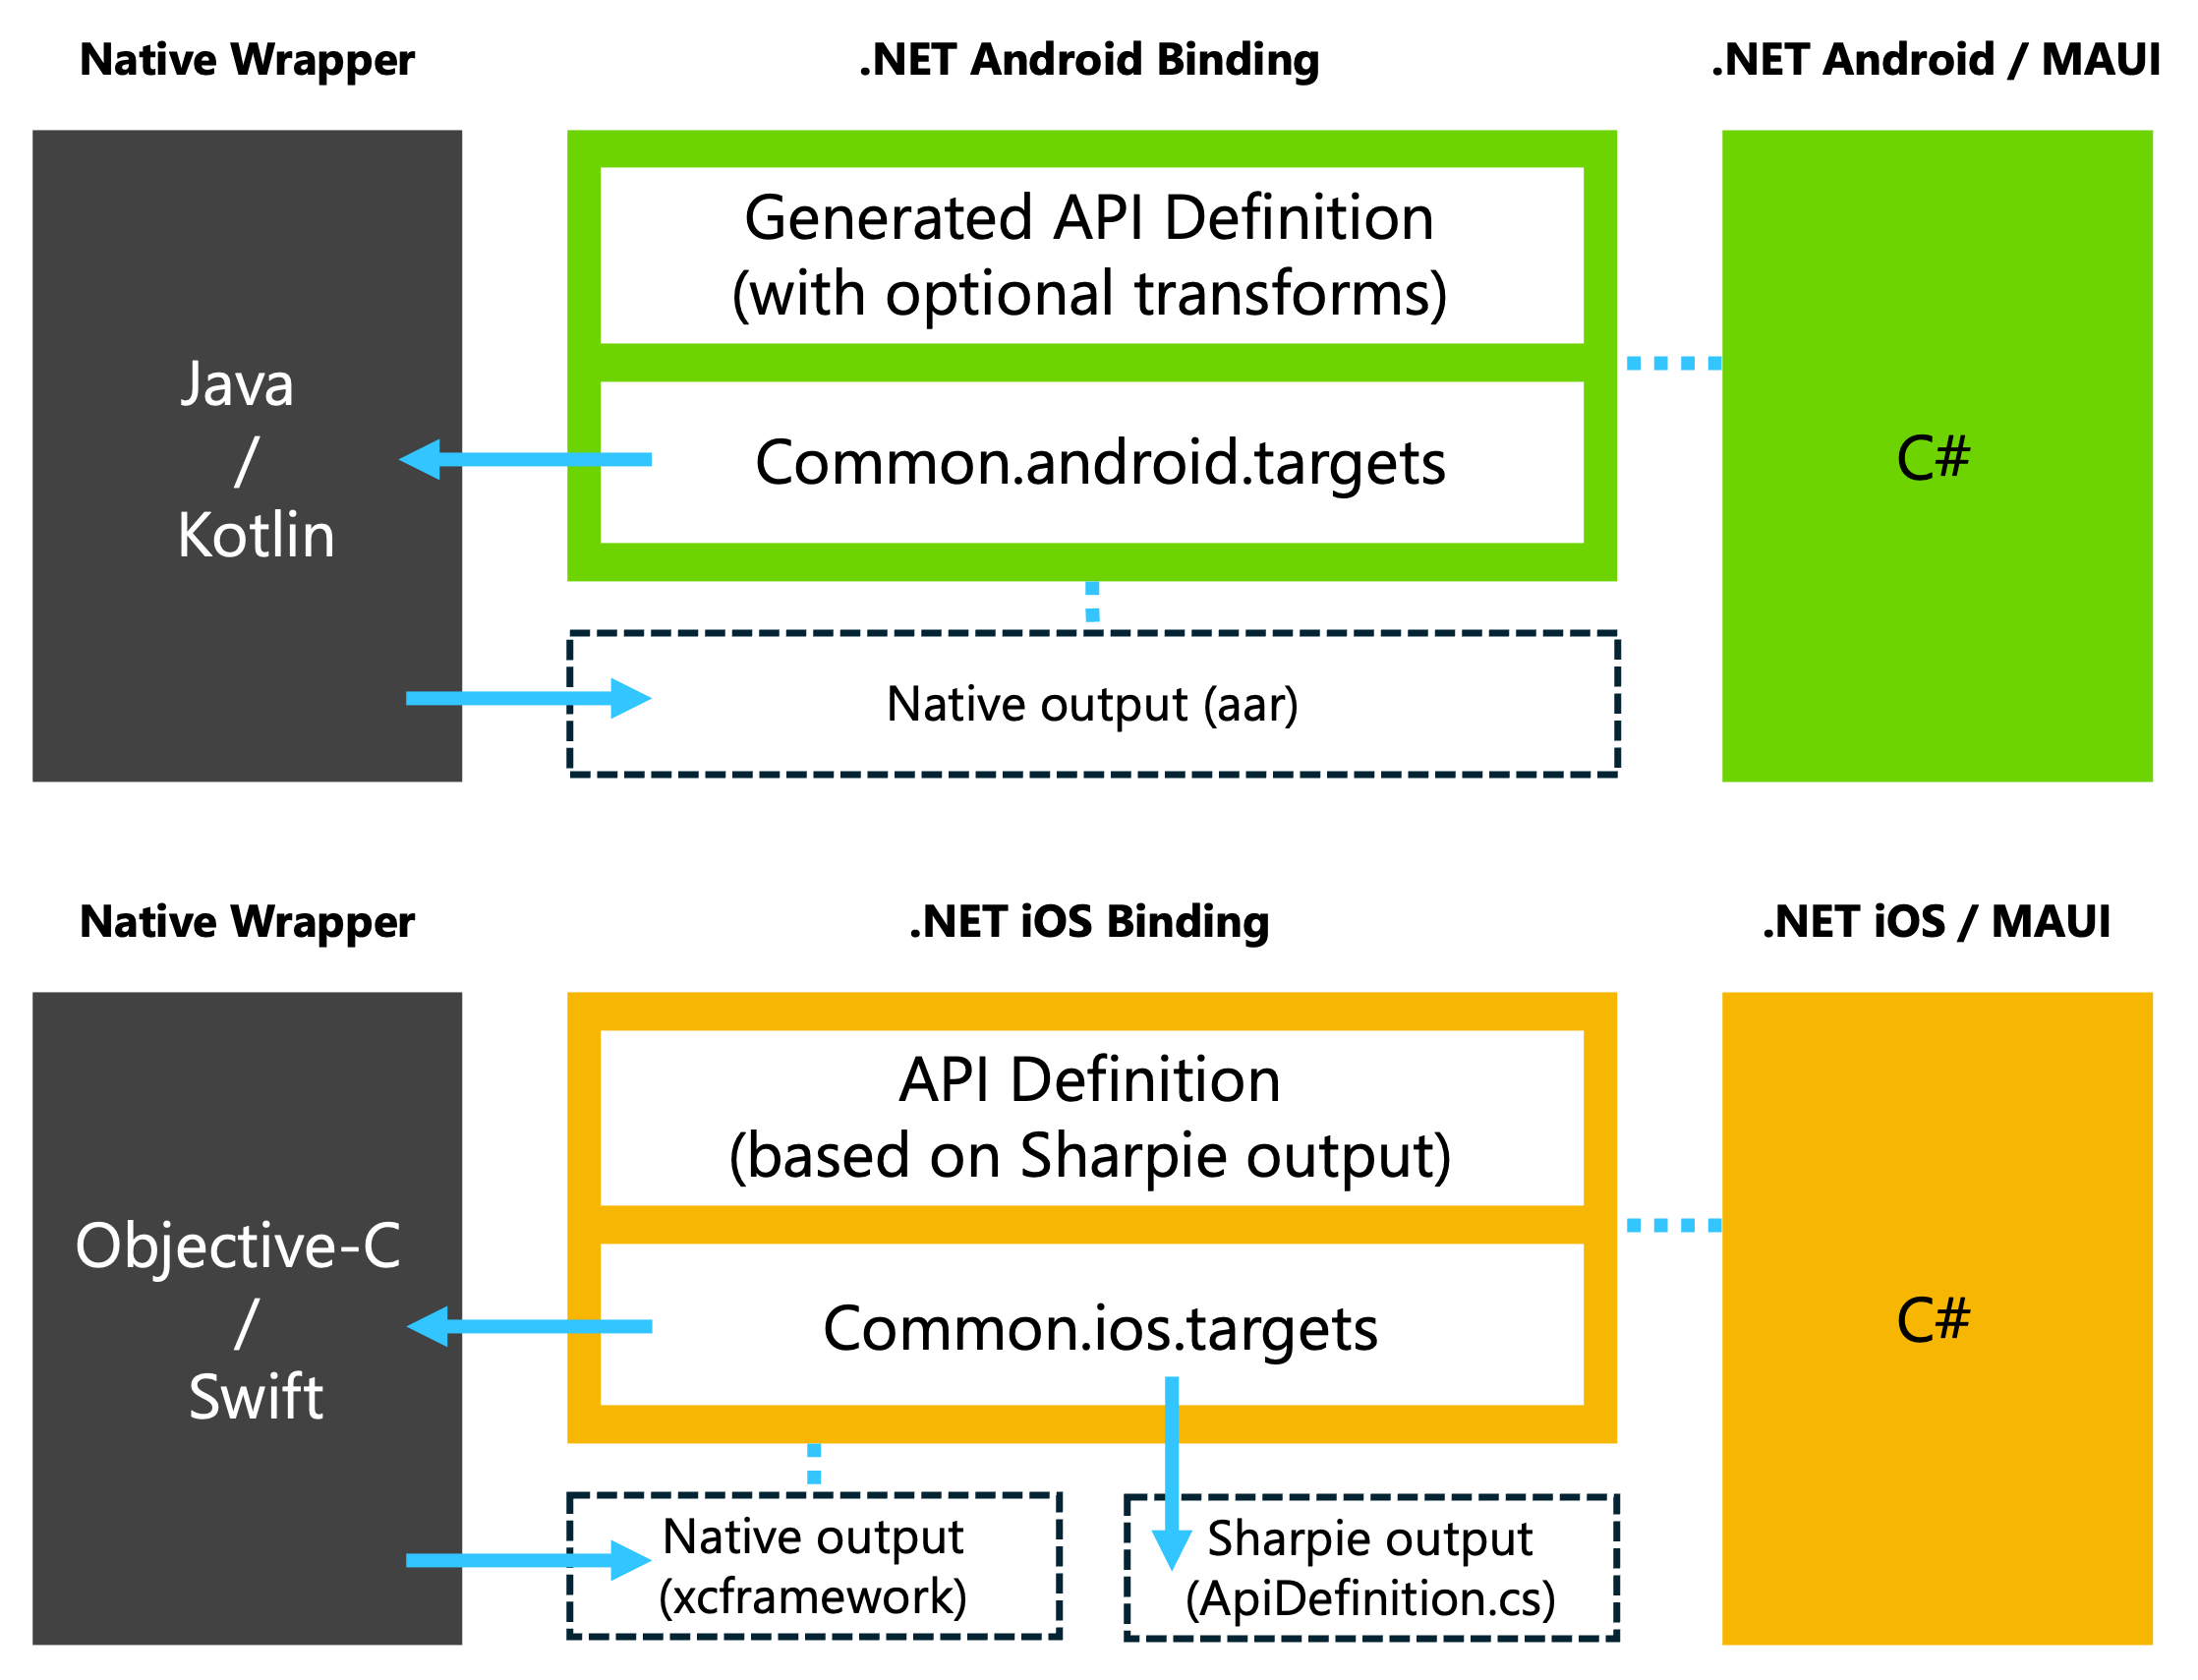 Native Wrapper
.NET Android Binding
.NET Android / MAUI
Java
/
Kotlin
Generated API Definition
(with optional transforms)
Common.android.targets
Native output (aar)
C#
Native Wrapper
.NET iOS Binding
.NET iOS / MAUI
Objective-C
/
Swift
API Definition
(based on Sharpie output)
Common.ios.targets
Native output
(xcframework)
Sharpie output
(ApiDefinition.cs)
C#